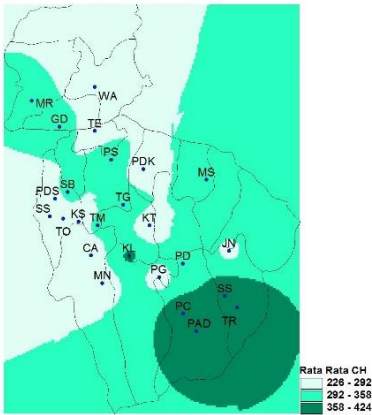 WA
MR
GD
TE
PS
PDK
MS
SB
PDS
TG
SS
KS
TO
TM
KT
JN
CA
KL
PD
MN
PG
SS
PC
PAD
TR
Rata Rata CH
226 - 292
292 - 358
358 - 424